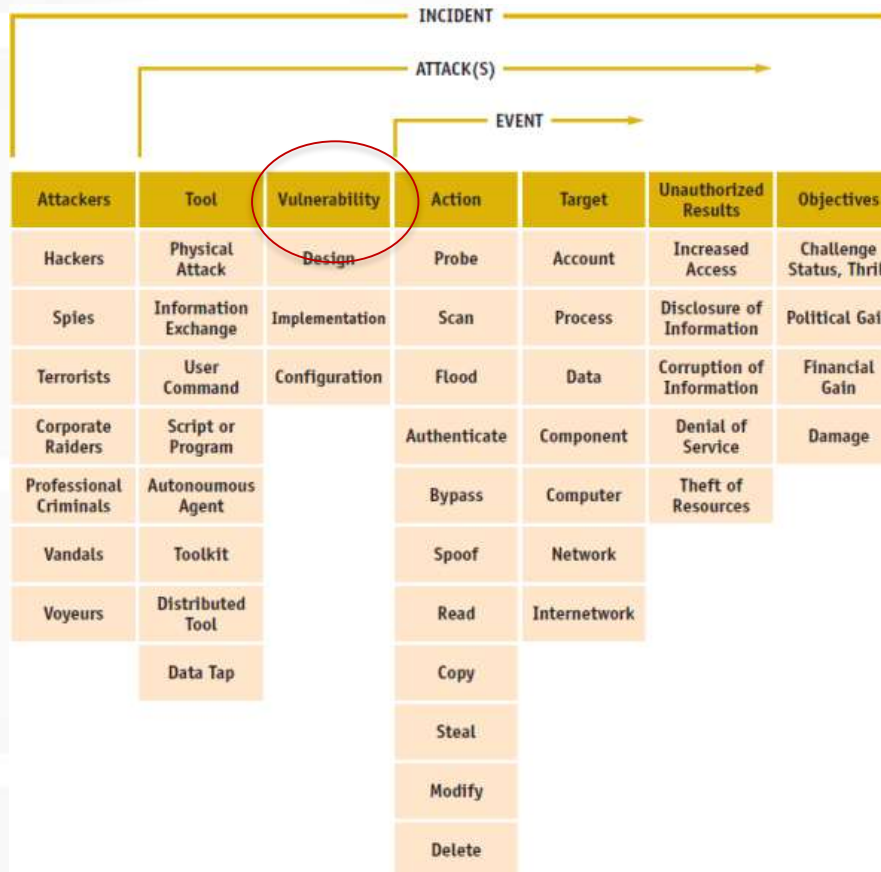 INCIDENT
ATTACK(S)
EVENT
Attackers Tool Vulnerability Action Target Unauthorized Results Objectives
Hackers Physical Attack Design Probe Account Increased Access Challenge Status,
Spies Information Exchange Implementation Scan Process Disclosure of Information Political
Terrorists User Command Configuration Flood Data Corruption of Information Financial Gain
Corporate Raiders Script or Program Authenticate Component Denial of Service Damage
Professional Criminals Autonoumous Agent Bypass Computer Theft of Resources
Vandals Toolkit Spoof Network
Voyeurs Distributed Tool Read Internetwork
Data Tap Copy
Steal
Modify
Delete